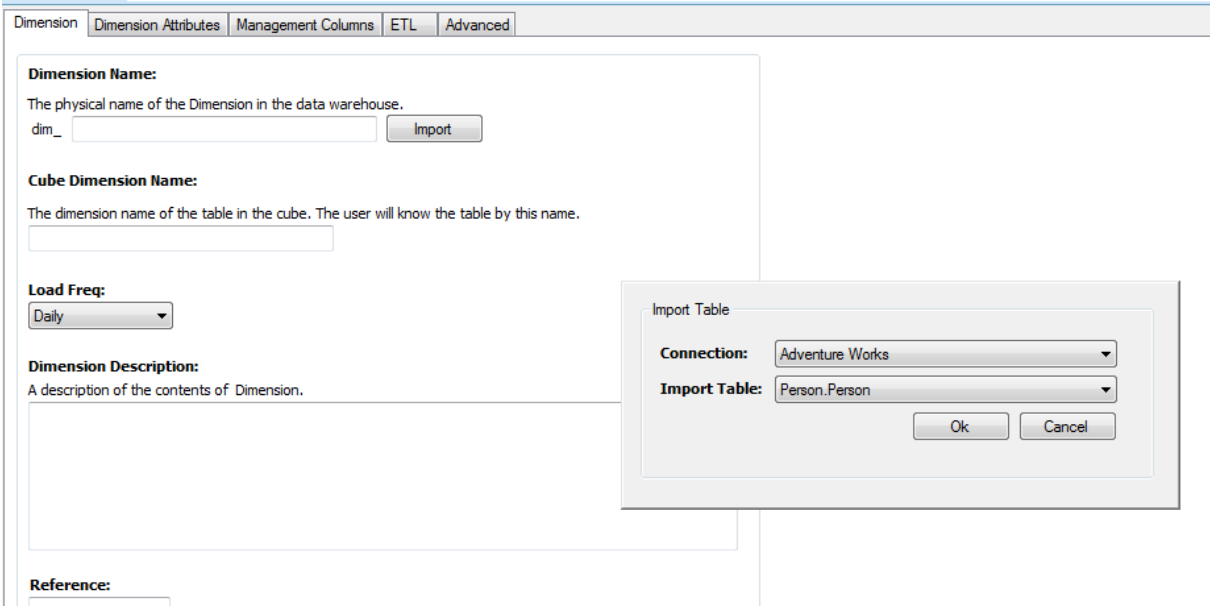 Dimension Dimension Attributes Management Columns ETL Advanced
Dimension Name:
The physical name of the Dimension in the data warehouse.
dim_ Import
Cube Dimension Name:
The dimension name of the table in the cube. The user will know the table by this name.
Load Freq:
Daily
Dimension Description:
A description of the contents of Dimension.
Reference:
Import Table
Connection: Adventure Works
Import Table: Person.Person
Ok Cancel